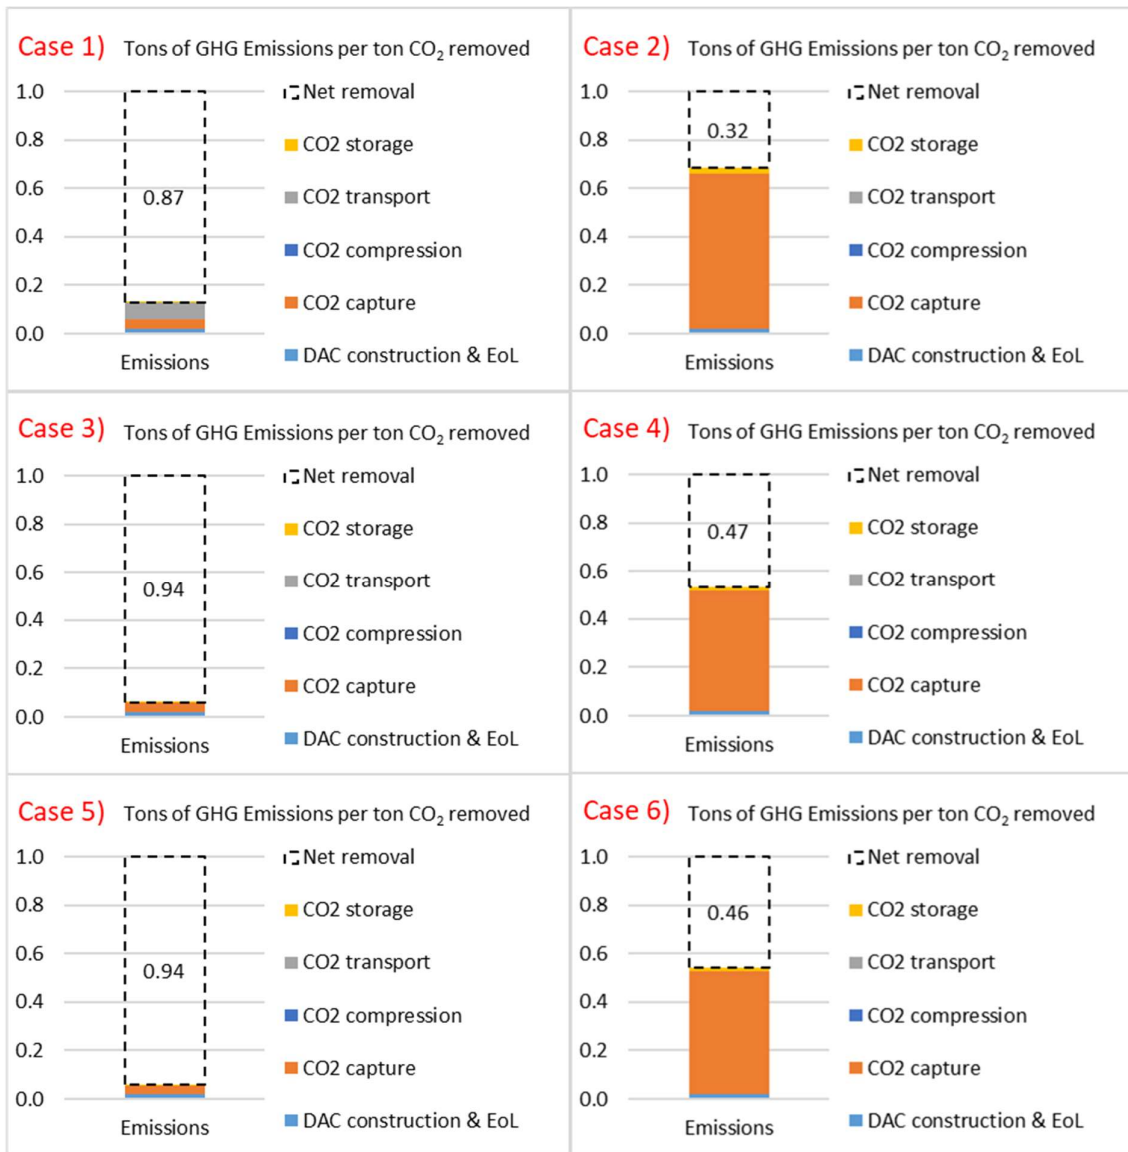 Case 1) Tons of GHG Emissions per ton CO₂ removed
1.0
0.8
0.6
0.4
0.2
0.0
0.87
Emissions
Net removal
CO2 storage
CO2 transport
CO2 compression
CO2 capture
DAC construction & EoL
Case 2) Tons of GHG Emissions per ton CO₂ removed
1.0
0.8
0.6
0.4
0.2
0.0
0.32
Emissions
Net removal
CO2 storage
CO2 transport
CO2 compression
CO2 capture
DAC construction & EoL
Case 3) Tons of GHG Emissions per ton CO₂ removed
1.0
0.8
0.6
0.4
0.2
0.0
0.94
Emissions
Net removal
CO2 storage
CO2 transport
CO2 compression
CO2 capture
DAC construction & EoL
Case 4) Tons of GHG Emissions per ton CO₂ removed
1.0
0.8
0.6
0.4
0.2
0.0
0.47
Emissions
Net removal
CO2 storage
CO2 transport
CO2 compression
CO2 capture
DAC construction & EoL
Case 5) Tons of GHG Emissions per ton CO₂ removed
1.0
0.8
0.6
0.4
0.2
0.0
0.94
Emissions
Net removal
CO2 storage
CO2 transport
CO2 compression
CO2 capture
DAC construction & EoL
Case 6) Tons of GHG Emissions per ton CO₂ removed
1.0
0.8
0.6
0.4
0.2
0.0
0.46
Emissions
Net removal
CO2 storage
CO2 transport
CO2 compression
CO2 capture
DAC construction & EoL